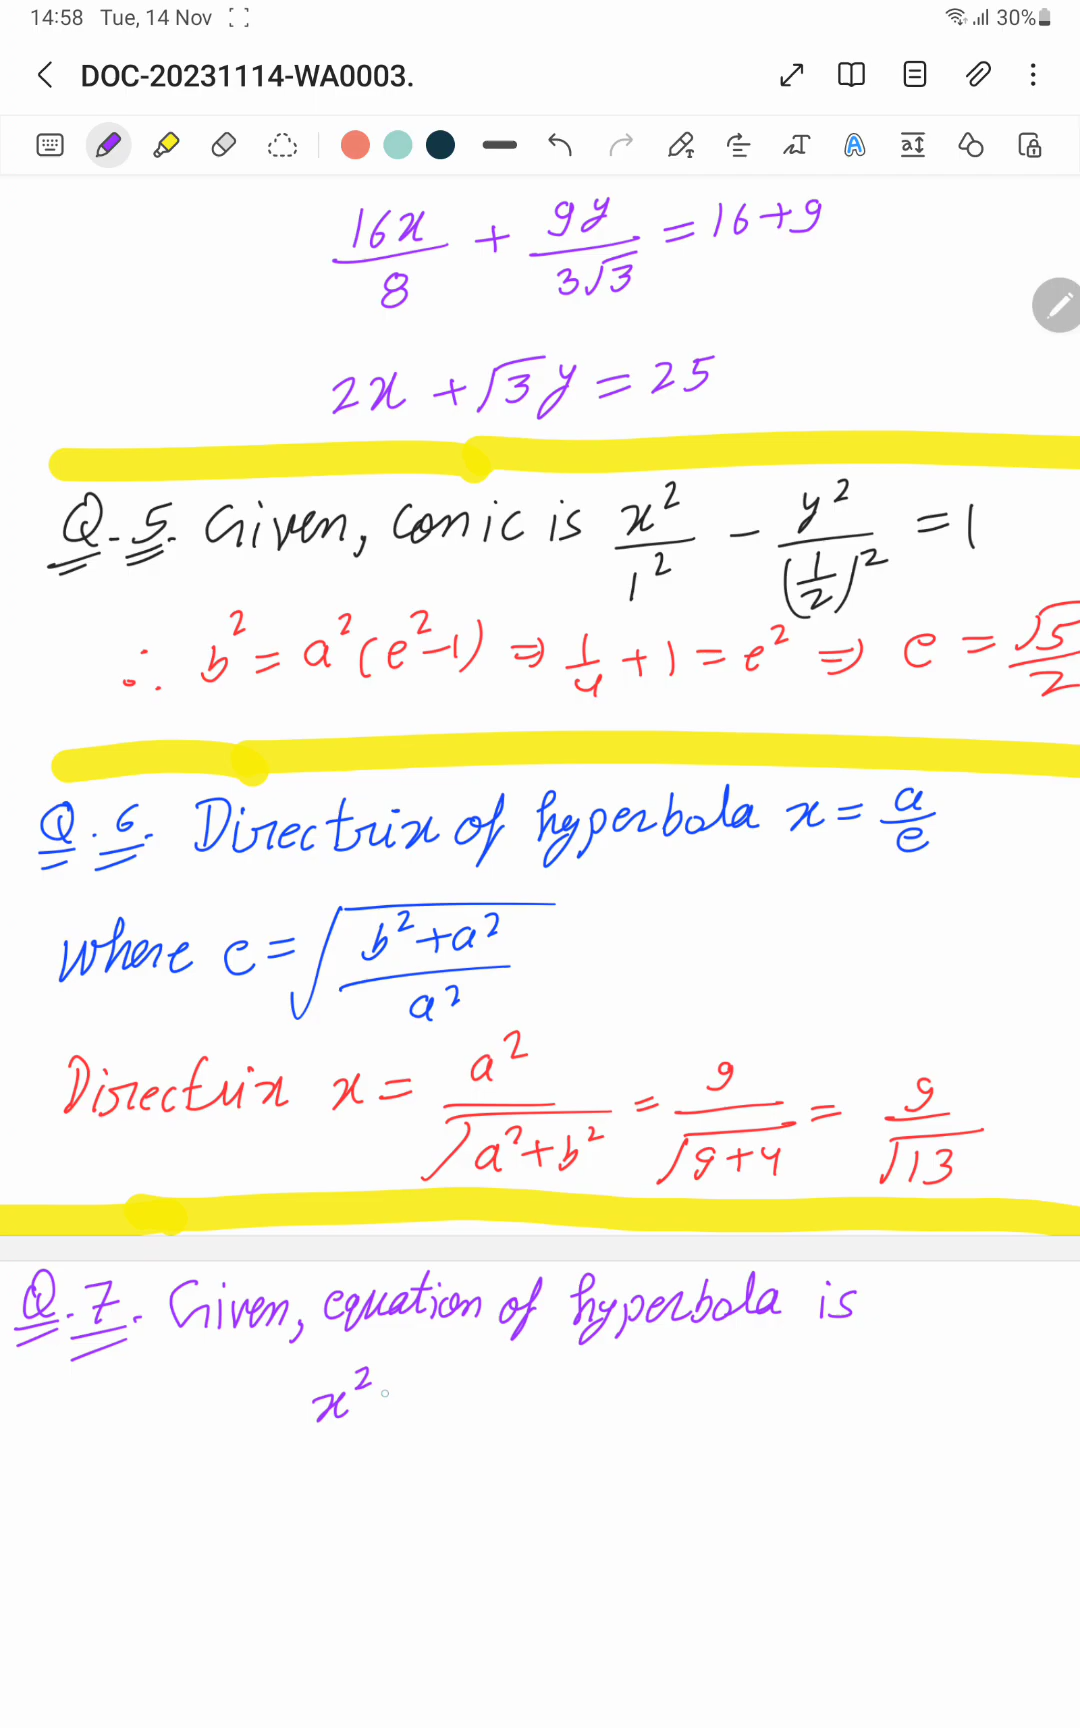 14:58 Tue, 14 Nov 30%
DOC-20231114-WA0003.
16x/8 + 9y/3√3 = 16+9
2x + √3y = 25
Q.5. Given, conic is x²/1² - y²/(1/2)² = 1
∴ b² = a²(e²-1) ⇒ 1/4 + 1 = e² ⇒ e = √5/2
Q.6. Directrix of hyperbola x = a/e
where e = √(b²+a²/a²)
Directrix x = a²/√a²+b² = 9/√9+4 = 9/√13
Q.7. Given, equation of hyperbola is
x²